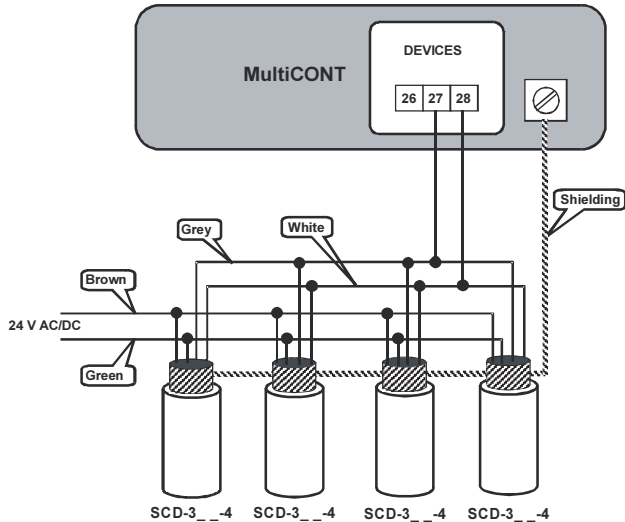 DEVICES
MultiCONT
26 27 28
Shielding
Grey
White
Brown
24 V AC/DC
Green
SCD-3_ _-4 SCD-3_ _-4 SCD-3_ _-4 SCD-3_ _-4